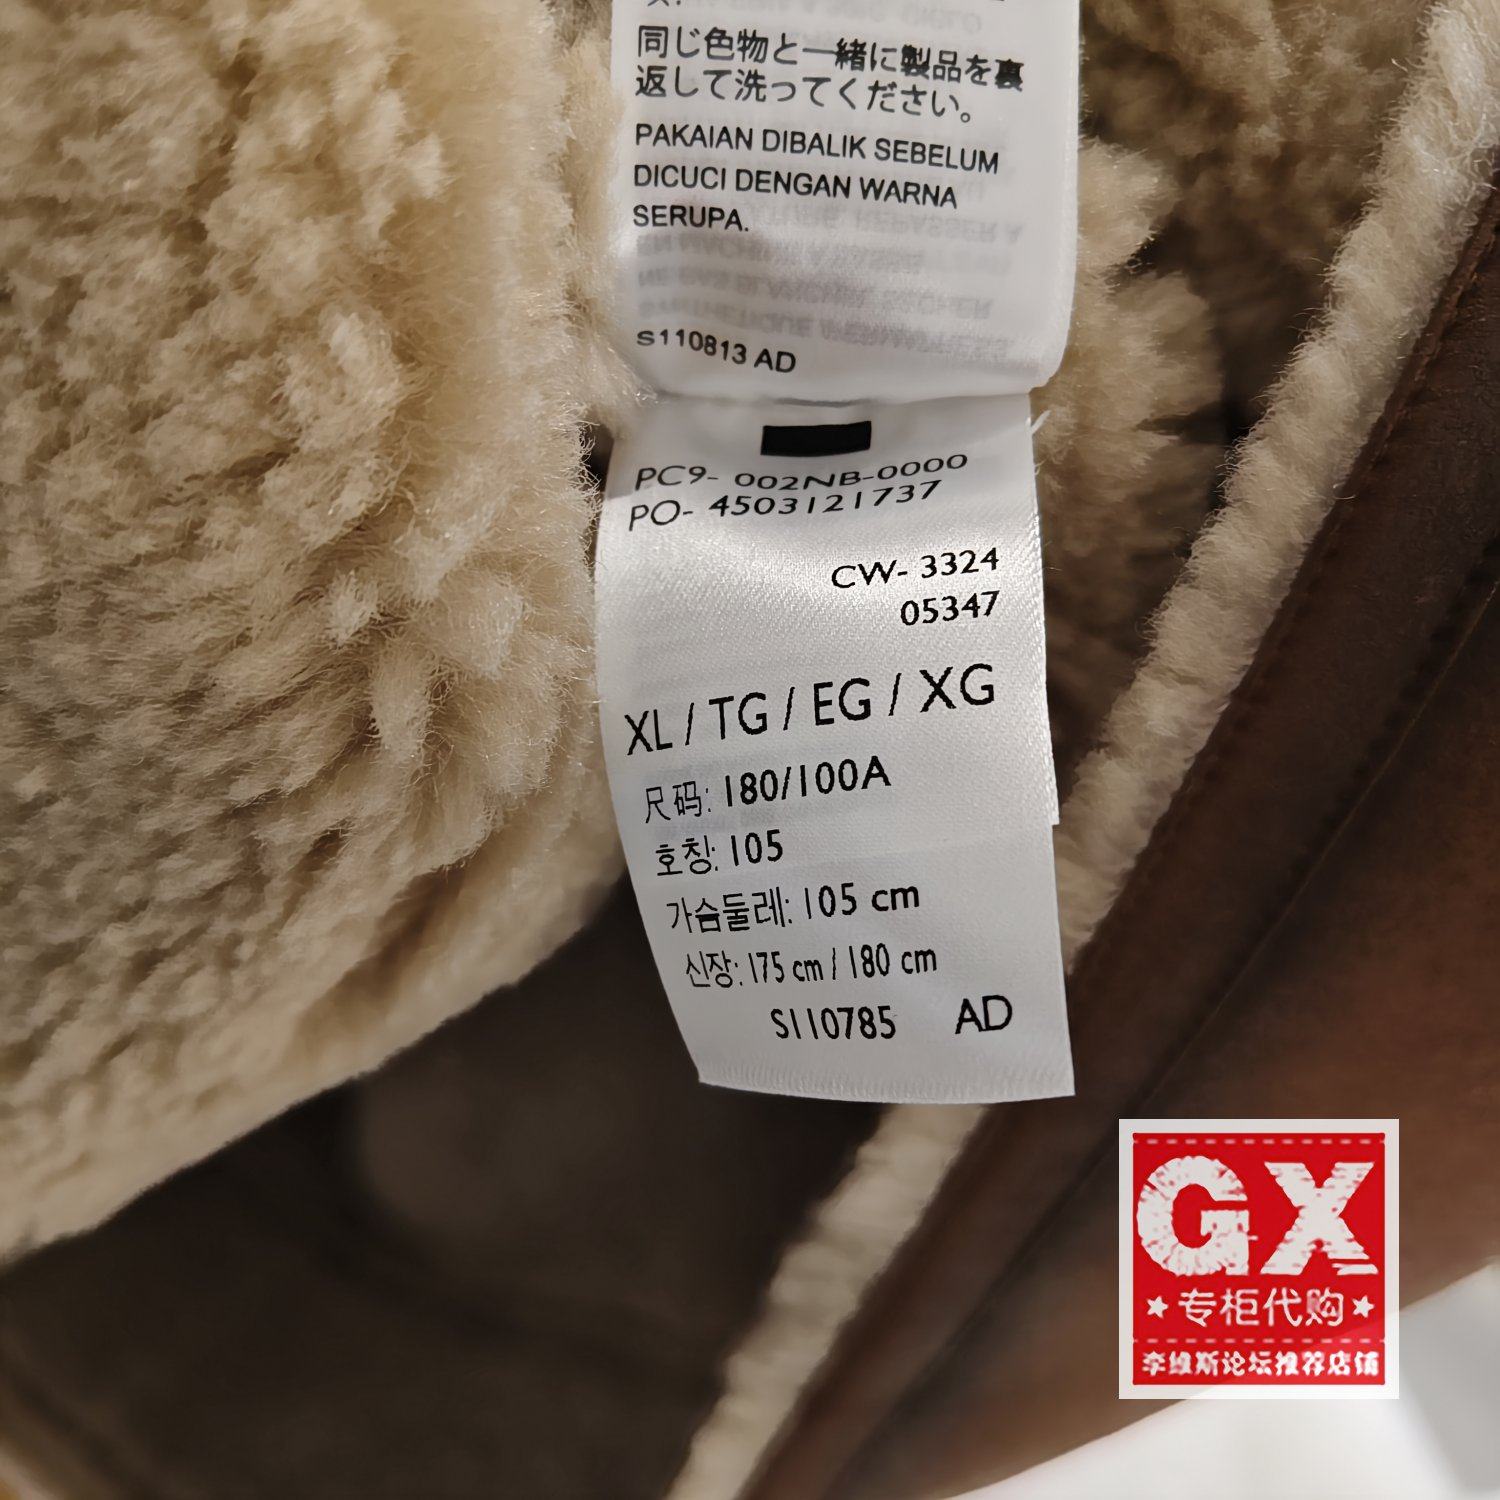 同じ色物と一緒に製品を裏
返して洗ってください。
PAKAIAN DIBALIK SEBELUM
DICUCI DENGAN WARNA
SERUPA.
S110813 AD
PC9- 002NB-0000
PO- 4503121737
CW- 3324
05347
XL / TG / EG / XG
尺码: 180/100A
호칭: 105
가슴둘레: 105 cm
신장: 175 cm / 180 cm
S110785 AD
GX
★专柜代购★
李维斯论坛推荐店铺